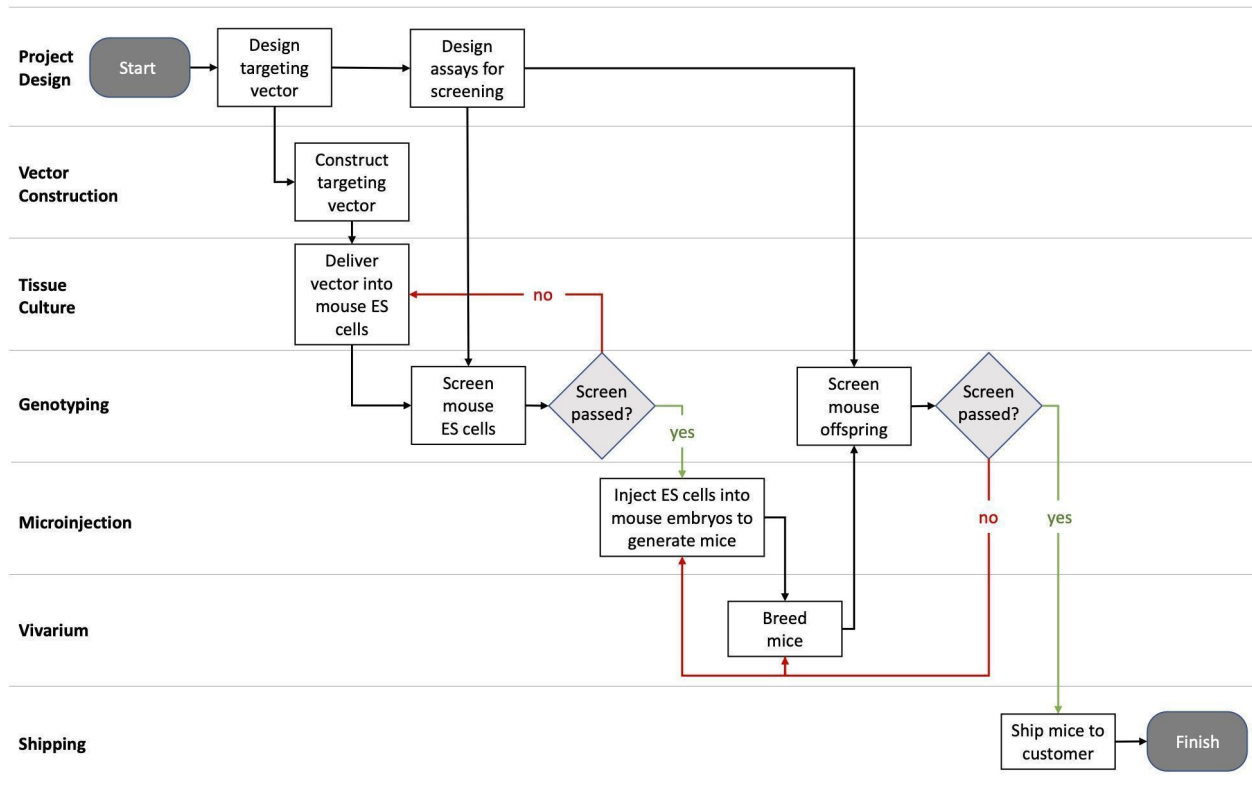 Project
Design
Start
Design
targeting
vector
Design
assays for
screening
Vector
Construction
Construct
targeting
vector
Tissue
Culture
Deliver
vector into
mouse ES
cells
no
Genotyping
Screen
mouse
ES cells
Screen
passed?
yes
Screen
mouse
offspring
Screen
passed?
Microinjection
Inject ES cells into
mouse embryos to
generate mice
no
yes
Vivarium
Breed
mice
Shipping
Ship mice to
customer
Finish